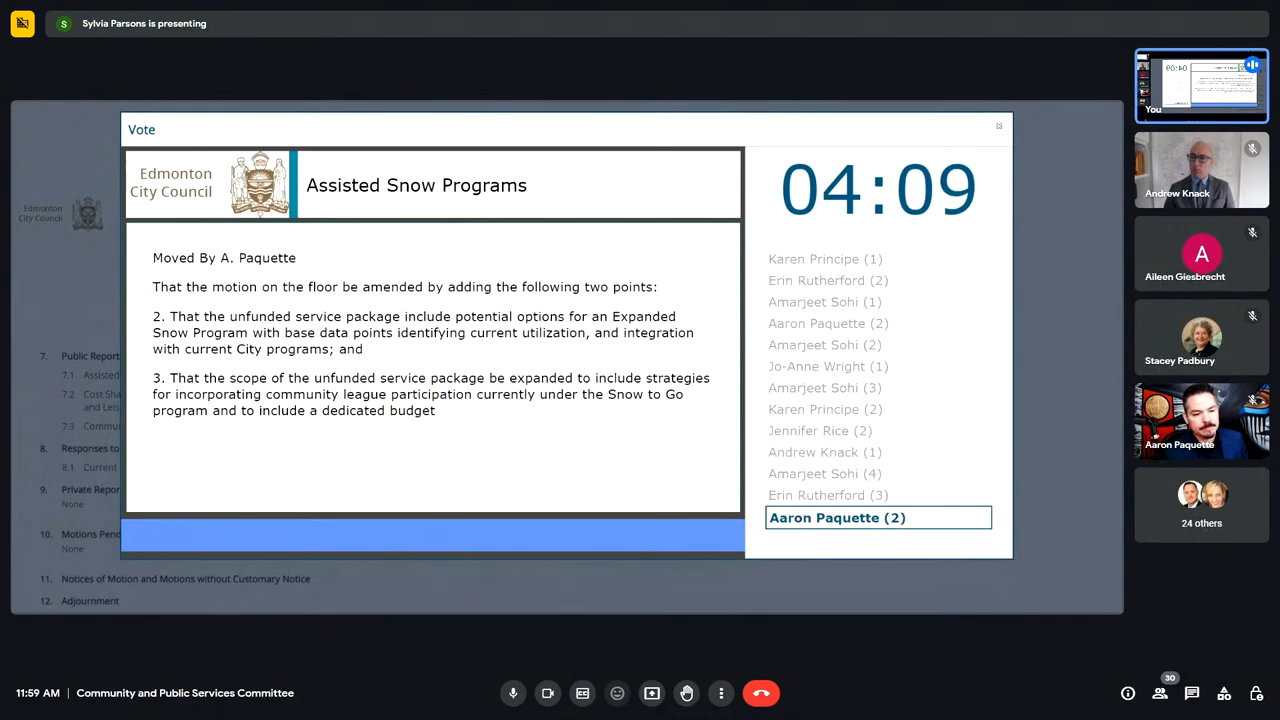 S Sylvia Parsons is presenting
Vote
Edmonton
City Council
Assisted Snow Programs
Moved By A. Paquette
That the motion on the floor be amended by adding the following two points:
2. That the unfunded service package include potential options for an Expanded
Snow Program with base data points identifying current utilization, and integration
with current City programs; and
3. That the scope of the unfunded service package be expanded to include strategies
for incorporating community league participation currently under the Snow to Go
program and to include a dedicated budget
04:09
Karen Principe (1)
Erin Rutherford (2)
Amarjeet Sohi (1)
Aaron Paquette (2)
Amarjeet Sohi (2)
Jo-Anne Wright (1)
Amarjeet Sohi (3)
Karen Principe (2)
Jennifer Rice (2)
Andrew Knack (1)
Amarjeet Sohi (4)
Erin Rutherford (3)
Aaron Paquette (2)
Edmonton
City Council
7. Public Report
7.1 Assisted
7.2 Cost Sha
and Leis
7.3 Commu
8. Responses to
8.1 Current
9. Private Repor
None
10. Motions Pend
None
11. Notices of Motion and Motions without Customary Notice
12. Adjournment
04:09
You
Andrew Knack
A
Aileen Giesbrecht
Stacey Padbury
Aaron Paquette
24 others
11:59 AM | Community and Public Services Committee
30